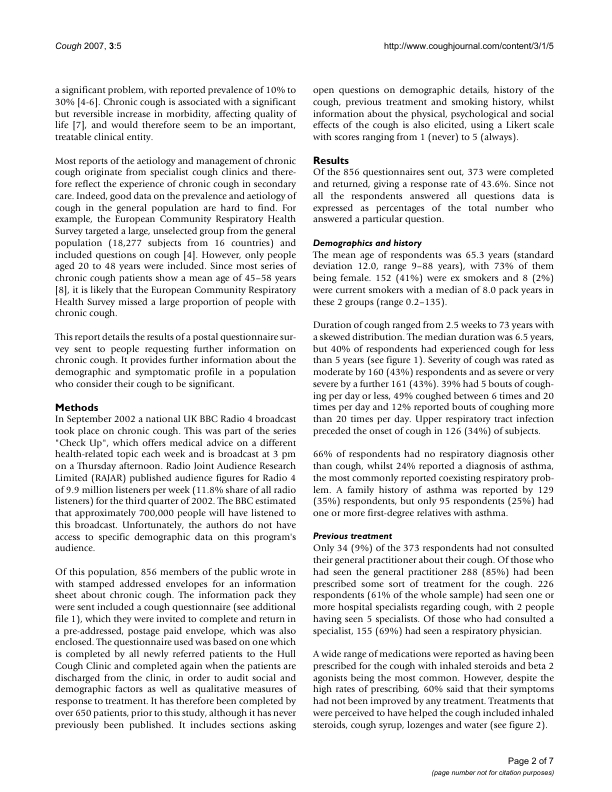 Cough 2007, 3:5
http://www.coughjournal.com/content/3/1/5
a significant problem, with reported prevalence of 10% to
30% [4-6]. Chronic cough is associated with a significant
but reversible increase in morbidity, affecting quality of
life [7], and would therefore seem to be an important,
treatable clinical entity.
Most reports of the aetiology and management of chronic
cough originate from specialist cough clinics and there-
fore reflect the experience of chronic cough in secondary
care. Indeed, good data on the prevalence and aetiology of
cough in the general population are hard to find. For
example, the European Community Respiratory Health
Survey targeted a large, unselected group from the general
population (18,277 subjects from 16 countries) and
included questions on cough [4]. However, only people
aged 20 to 48 years were included. Since most series of
chronic cough patients show a mean age of 45–58 years
[8], it is likely that the European Community Respiratory
Health Survey missed a large proportion of people with
chronic cough.
This report details the results of a postal questionnaire sur-
vey sent to people requesting further information on
chronic cough. It provides further information about the
demographic and symptomatic profile in a population
who consider their cough to be significant.
Methods
In September 2002 a national UK BBC Radio 4 broadcast
took place on chronic cough. This was part of the series
"Check Up", which offers medical advice on a different
health-related topic each week and is broadcast at 3 pm
on a Thursday afternoon. Radio Joint Audience Research
Limited (RAJAR) published audience figures for Radio 4
of 9.9 million listeners per week (11.8% share of all radio
listeners) for the third quarter of 2002. The BBC estimated
that approximately 700,000 people will have listened to
this broadcast. Unfortunately, the authors do not have
access to specific demographic data on this program's
audience.
Of this population, 856 members of the public wrote in
with stamped addressed envelopes for an information
sheet about chronic cough. The information pack they
were sent included a cough questionnaire (see additional
file 1), which they were invited to complete and return in
a pre-addressed, postage paid envelope, which was also
enclosed. The questionnaire used was based on one which
is completed by all newly referred patients to the Hull
Cough Clinic and completed again when the patients are
discharged from the clinic, in order to audit social and
demographic factors as well as qualitative measures of
response to treatment. It has therefore been completed by
over 650 patients, prior to this study, although it has never
previously been published. It includes sections asking
open questions on demographic details, history of the
cough, previous treatment and smoking history, whilst
information about the physical, psychological and social
effects of the cough is also elicited, using a Likert scale
with scores ranging from 1 (never) to 5 (always).
Results
Of the 856 questionnaires sent out, 373 were completed
and returned, giving a response rate of 43.6%. Since not
all the respondents answered all questions data is
expressed as percentages of the total number who
answered a particular question.
Demographics and history
The mean age of respondents was 65.3 years (standard
deviation 12.0, range 9–88 years), with 73% of them
being female. 152 (41%) were ex smokers and 8 (2%)
were current smokers with a median of 8.0 pack years in
these 2 groups (range 0.2–135).
Duration of cough ranged from 2.5 weeks to 73 years with
a skewed distribution. The median duration was 6.5 years,
but 40% of respondents had experienced cough for less
than 5 years (see figure 1). Severity of cough was rated as
moderate by 160 (43%) respondents and as severe or very
severe by a further 161 (43%). 39% had 5 bouts of cough-
ing per day or less, 49% coughed between 6 times and 20
times per day and 12% reported bouts of coughing more
than 20 times per day. Upper respiratory tract infection
preceded the onset of cough in 126 (34%) of subjects.
66% of respondents had no respiratory diagnosis other
than cough, whilst 24% reported a diagnosis of asthma,
the most commonly reported coexisting respiratory prob-
lem. A family history of asthma was reported by 129
(35%) respondents, but only 95 respondents (25%) had
one or more first-degree relatives with asthma.
Previous treatment
Only 34 (9%) of the 373 respondents had not consulted
their general practitioner about their cough. Of those who
had seen the general practitioner 288 (85%) had been
prescribed some sort of treatment for the cough. 226
respondents (61% of the whole sample) had seen one or
more hospital specialists regarding cough, with 2 people
having seen 5 specialists. Of those who had consulted a
specialist, 155 (69%) had seen a respiratory physician.
A wide range of medications were reported as having been
prescribed for the cough with inhaled steroids and beta 2
agonists being the most common. However, despite the
high rates of prescribing, 60% said that their symptoms
had not been improved by any treatment. Treatments that
were perceived to have helped the cough included inhaled
steroids, cough syrup, lozenges and water (see figure 2).
Page 2 of 7
(page number not for citation purposes)